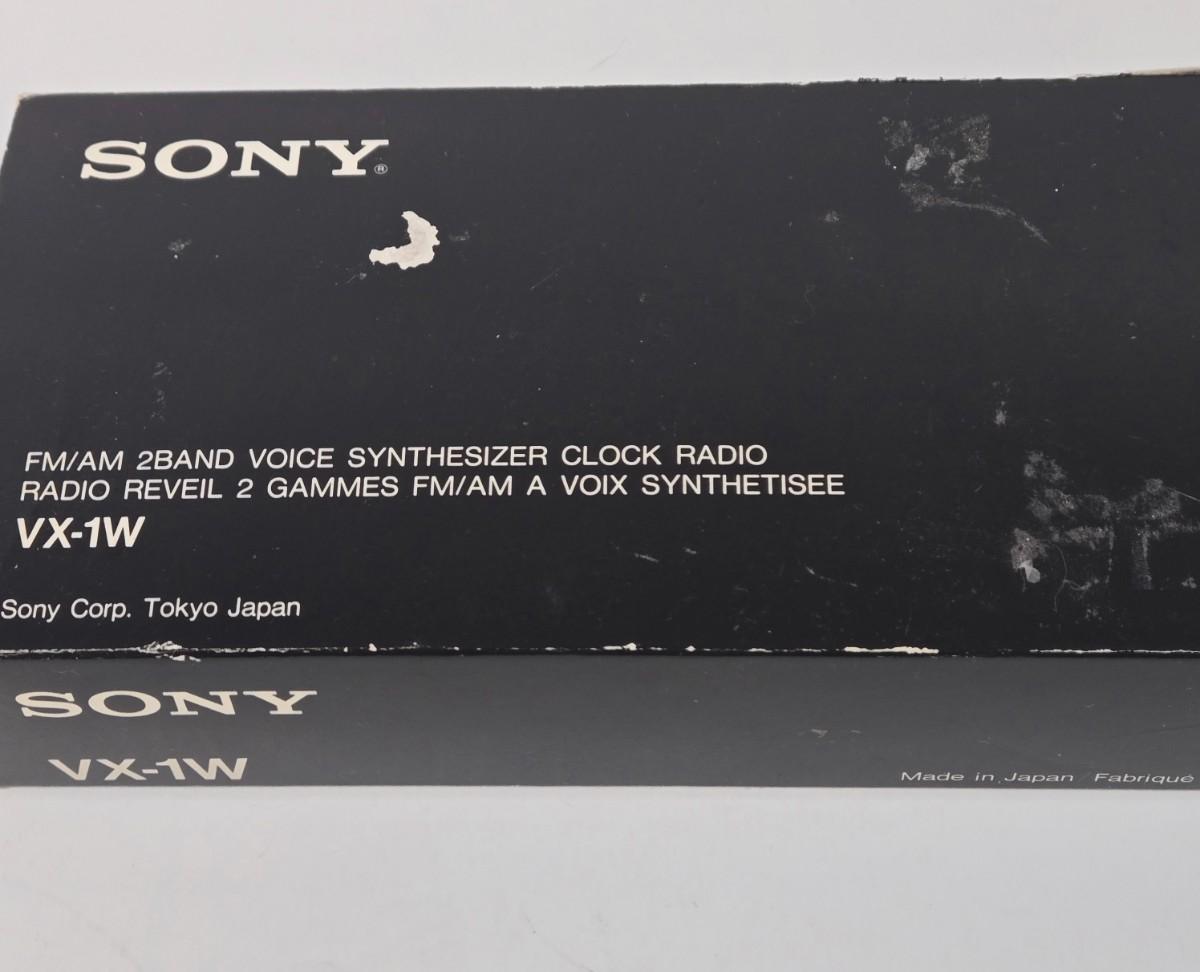 SONY®
FM/AM 2BAND VOICE SYNTHESIZER CLOCK RADIO
RADIO REVEIL 2 GAMMES FM/AM A VOIX SYNTHETISEE
VX-1W
Sony Corp. Tokyo Japan
SONY
VX-1W
Made in Japan Fabriqué